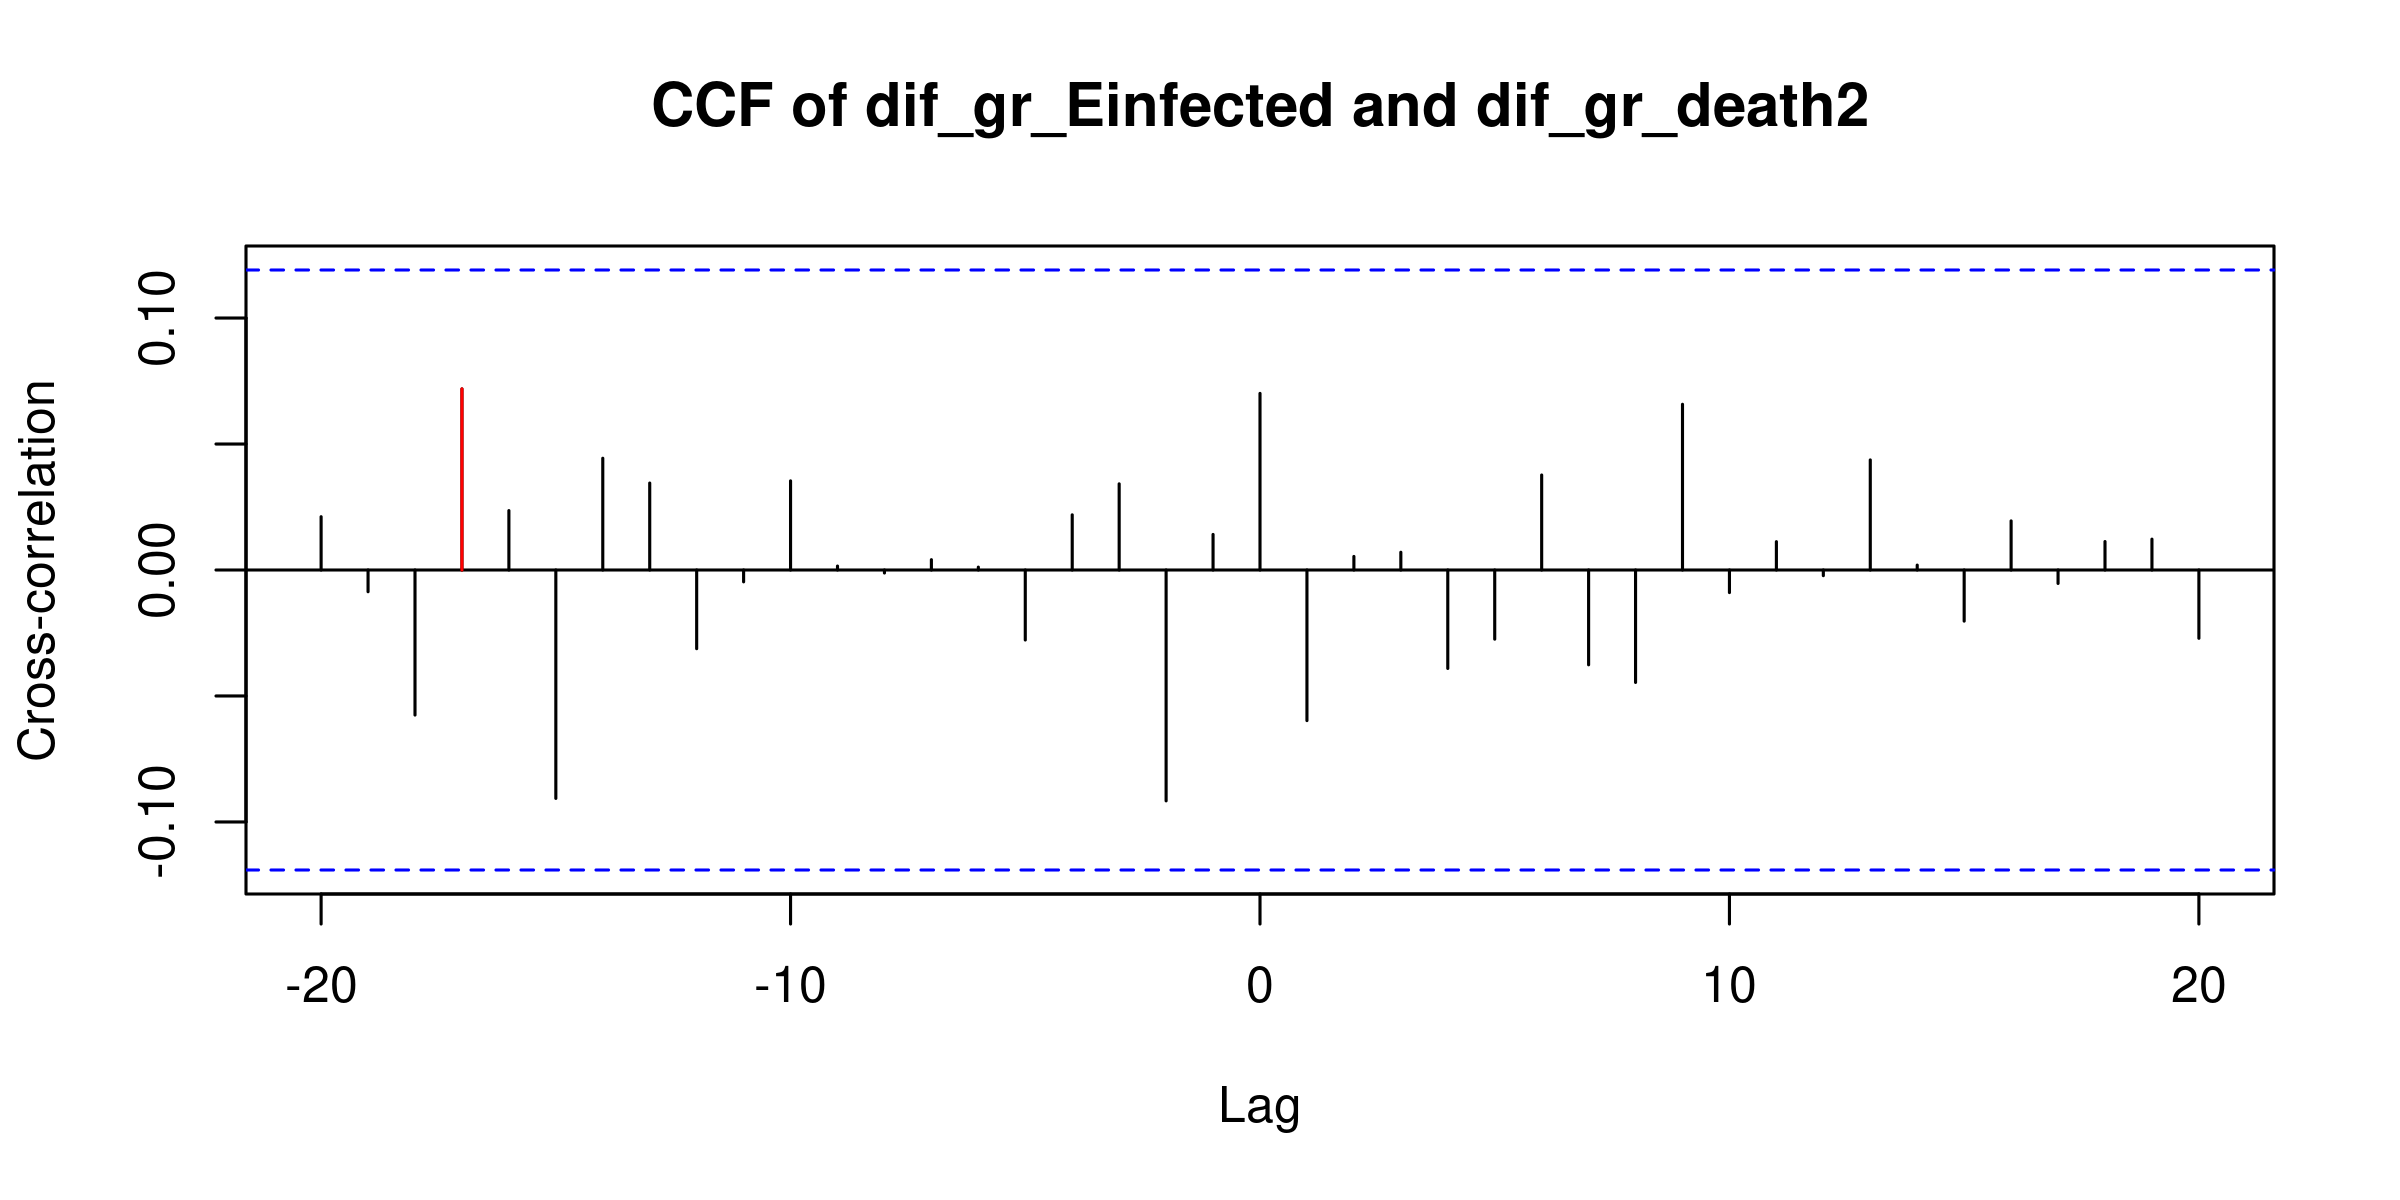 CCF of dif_gr_Einfected and dif_gr_death2
Cross-correlation
0.10
0.00
-0.10
-20
-10
0
10
20
Lag